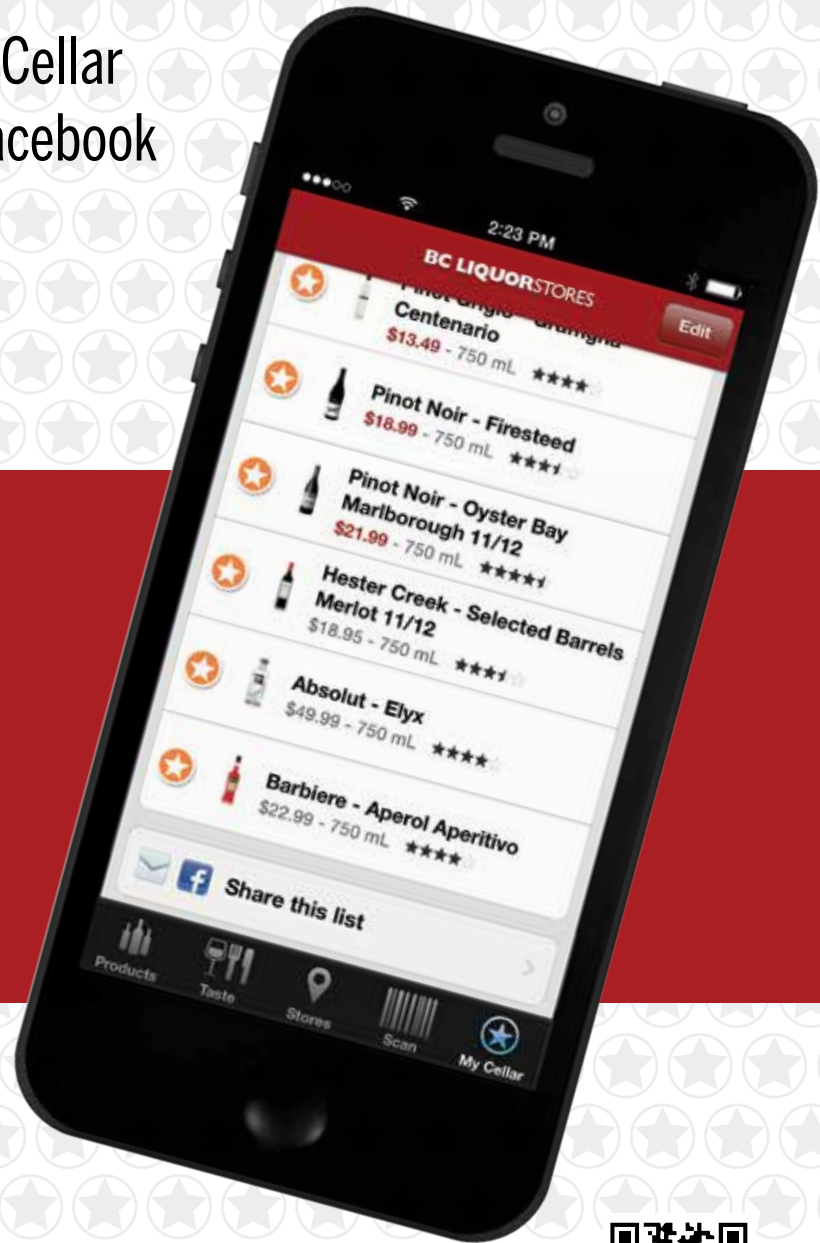 Cellar
acebook
2:23 PM
BC LIQUORSTORES
Edit
Pinot Grigio -
Centenario
$13.49 - 750 mL
Pinot Noir - Firesteed
$18.99 - 750 mL
Pinot Noir - Oyster Bay
Marlborough 11/12
$21.99 - 750 mL
Hester Creek - Selected Barrels
Merlot 11/12
$18.95 - 750 mL
Absolut - Elyx
$49.99 - 750 mL
Barbiere - Aperol Aperitivo
$22.99 - 750 mL
Share this list
Products
Taste
Stores
Scan
My Cellar